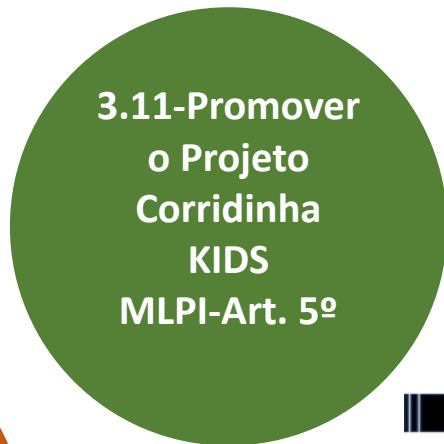 3.11-Promover
o Projeto
Corridinha
KIDS
MLPI-Art. 5º